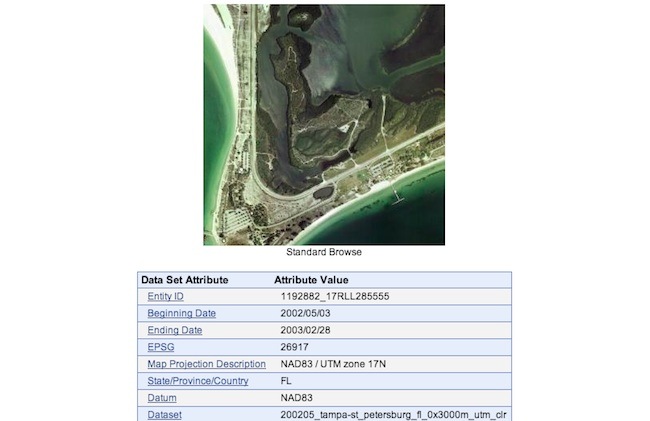 Standard Browse
Data Set Attribute Attribute Value
Entity ID 1192882_17RLL285555
Beginning Date 2002/05/03
Ending Date 2003/02/28
EPSG 26917
Map Projection Description NAD83 / UTM zone 17N
State/Province/Country FL
Datum NAD83
Dataset 200205_tampa-st_petersburg_fl_0x3000m_utm_clr